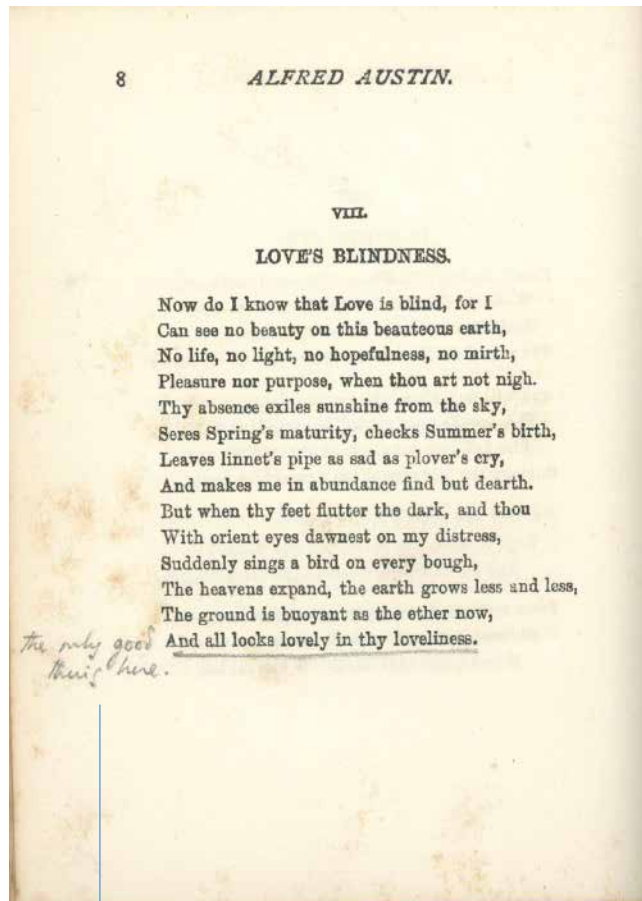 8 ALFRED AUSTIN.
VIII.
LOVE'S BLINDNESS.
Now do I know that Love is blind, for I
Can see no beauty on this beauteous earth,
No life, no light, no hopefulness, no mirth,
Pleasure nor purpose, when thou art not nigh.
Thy absence exiles sunshine from the sky,
Seres Spring's maturity, checks Summer's birth,
Leaves linnet's pipe as sad as plover's cry,
And makes me in abundance find but dearth.
But when thy feet flutter the dark, and thou
With orient eyes dawnest on my distress,
Suddenly sings a bird on every bough,
The heavens expand, the earth grows less and less,
The ground is buoyant as the ether now,
And all looks lovely in thy loveliness.
the only good
thing here.